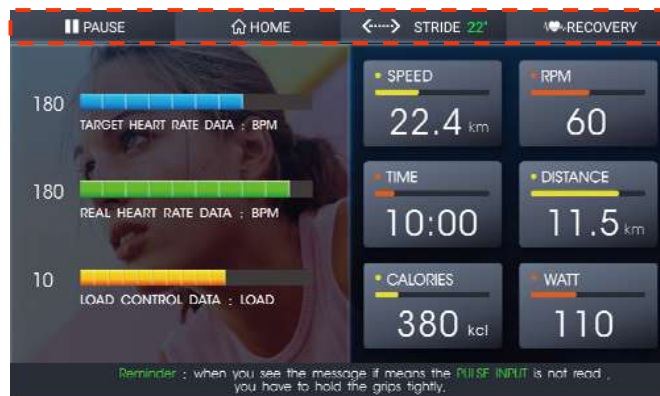 PAUSE
HOME
STRIDE 22"
RECOVERY
180
TARGET HEART RATE DATA : BPM
180
REAL HEART RATE DATA : BPM
10
LOAD CONTROL DATA : LOAD
SPEED
22.4 km
RPM
60
TIME
10:00
DISTANCE
11.5 km
CALORIES
380 kcl
WATT
110
Reminder : when you see the message if means the PULSE INPUT is not read ,
you have to hold the grips tightly.